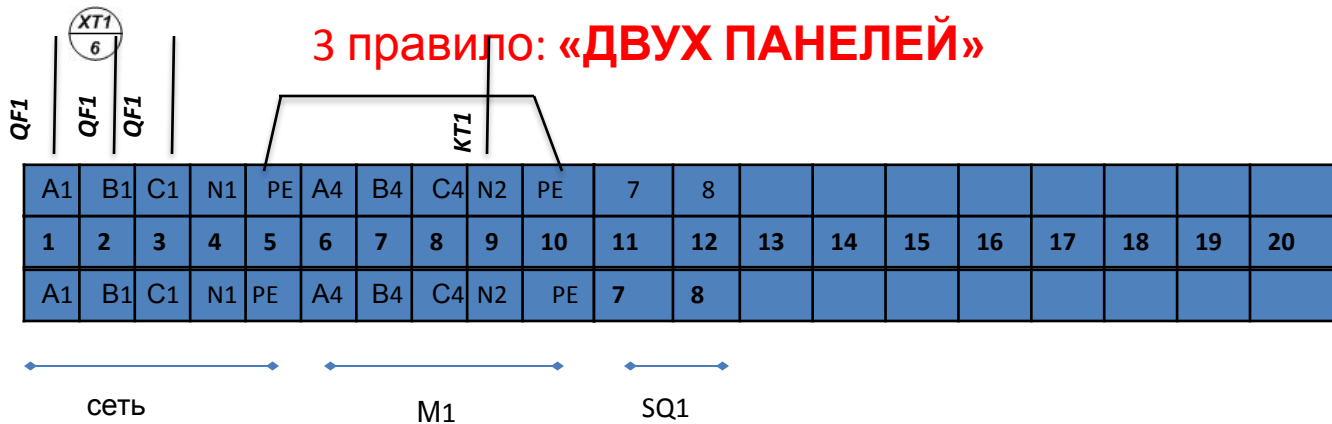 XT1
6
3 правило: «ДВУХ ПАНЕЛЕЙ»
QF1 QF1 QF1 KT1
A1 B1 C1 N1 PE A4 B4 C4 N2 PE 7 8
1 2 3 4 5 6 7 8 9 10 11 12 13 14 15 16 17 18 19 20
A1 B1 C1 N1 PE A4 B4 C4 N2 PE 7 8
сеть M1 SQ1